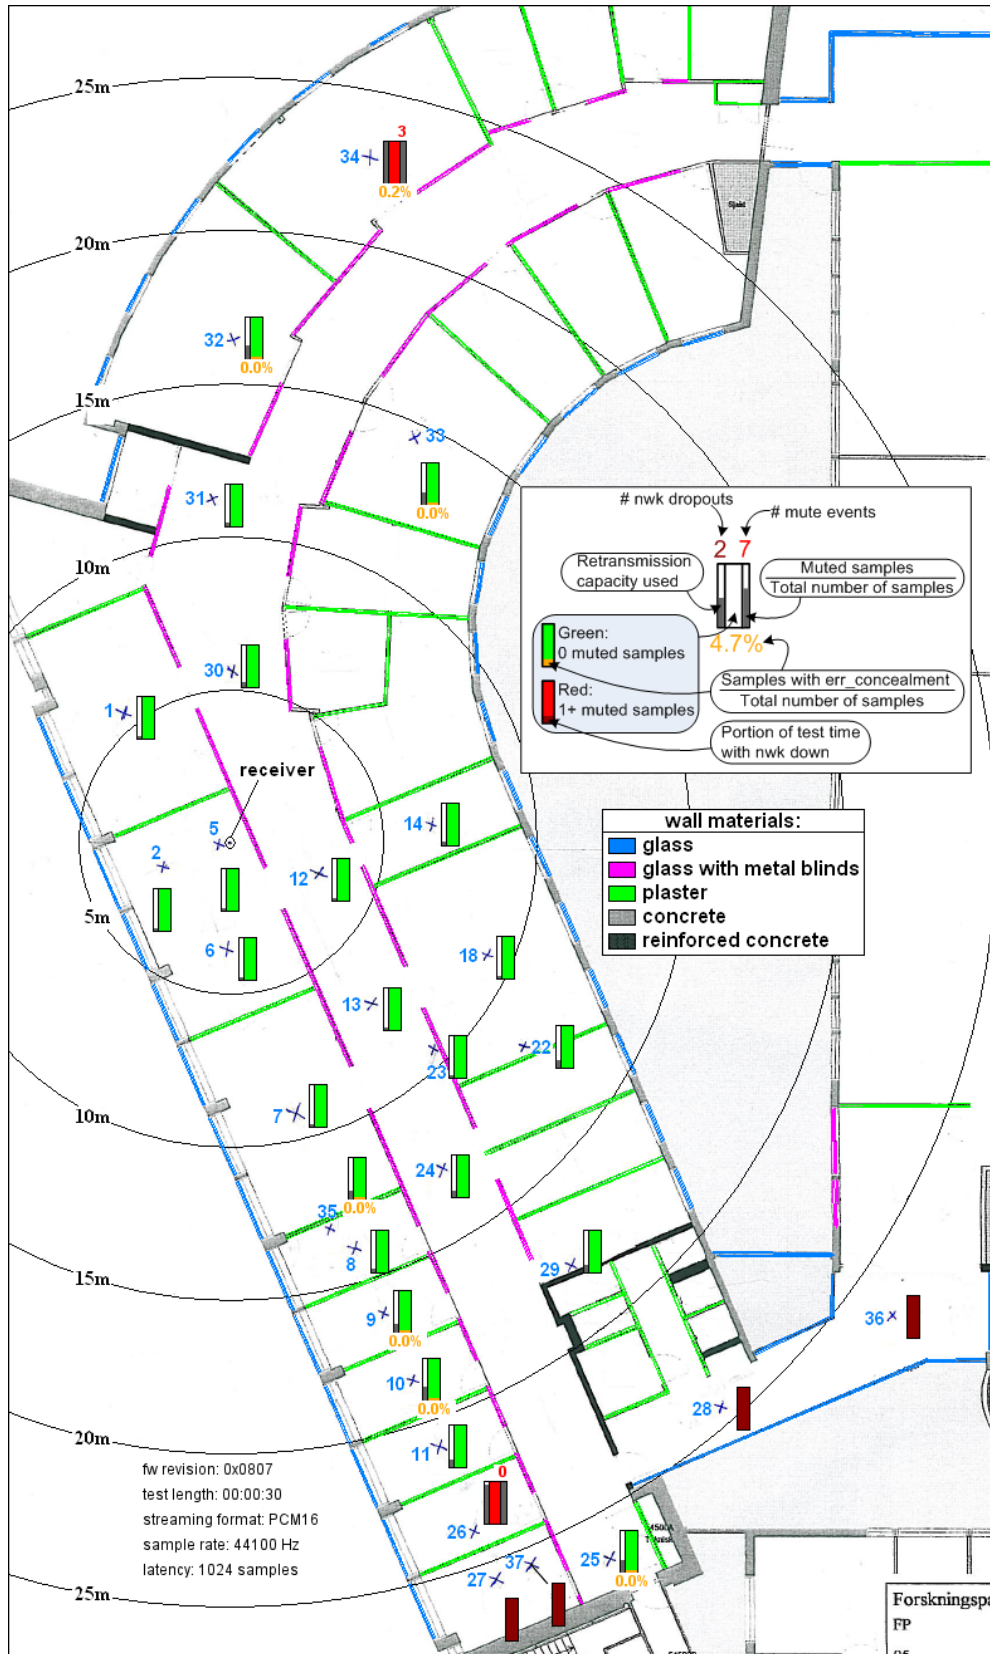 25m
3
34
0.2%
Sjakt
20m
32
0.0%
15m
33
31
0.0%
# nwk dropouts
# mute events
2 7
Retransmission
capacity used
Muted samples
Total number of samples
Green:
0 muted samples
4.7%
Samples with err_concealment
Total number of samples
Red:
1+ muted samples
Portion of test time
with nwk down
10m
30
1
receiver
5
2
14
12
wall materials:
glass
glass with metal blinds
plaster
concrete
reinforced concrete
5m
6
18
13
23
22
10m
7
24
35
0.0%
8
29
15m
9
0.0%
36
10
0.0%
28
20m
11
fw revision: 0x0807
test length: 00:00:30
streaming format: PCM16
sample rate: 44100 Hz
latency: 1024 samples
0
26
25
0.0%
37
27
25m
Forskningspa
FP